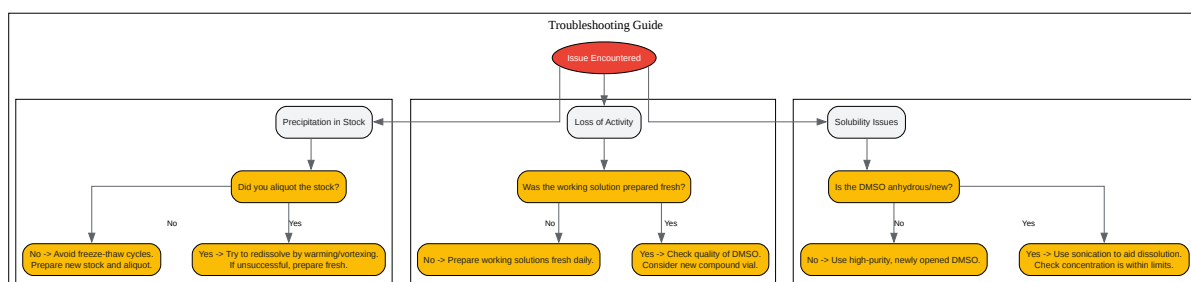 Troubleshooting Guide
Issue Encountered
Precipitation in Stock
Loss of Activity
Solubility Issues
Did you aliquot the stock?
Was the working solution prepared fresh?
Is the DMSO anhydrous/new?
No
Yes
No
Yes
No
Yes
No -> Avoid freeze-thaw cycles.
Prepare new stock and aliquot.
Yes -> Try to redissolve by warming/vortexing.
If unsuccessful, prepare fresh.
No -> Prepare working solutions fresh daily.
Yes -> Check quality of DMSO.
Consider new compound vial.
No -> Use high-purity, newly opened DMSO.
Yes -> Use sonication to aid dissolution.
Check concentration is within limits.